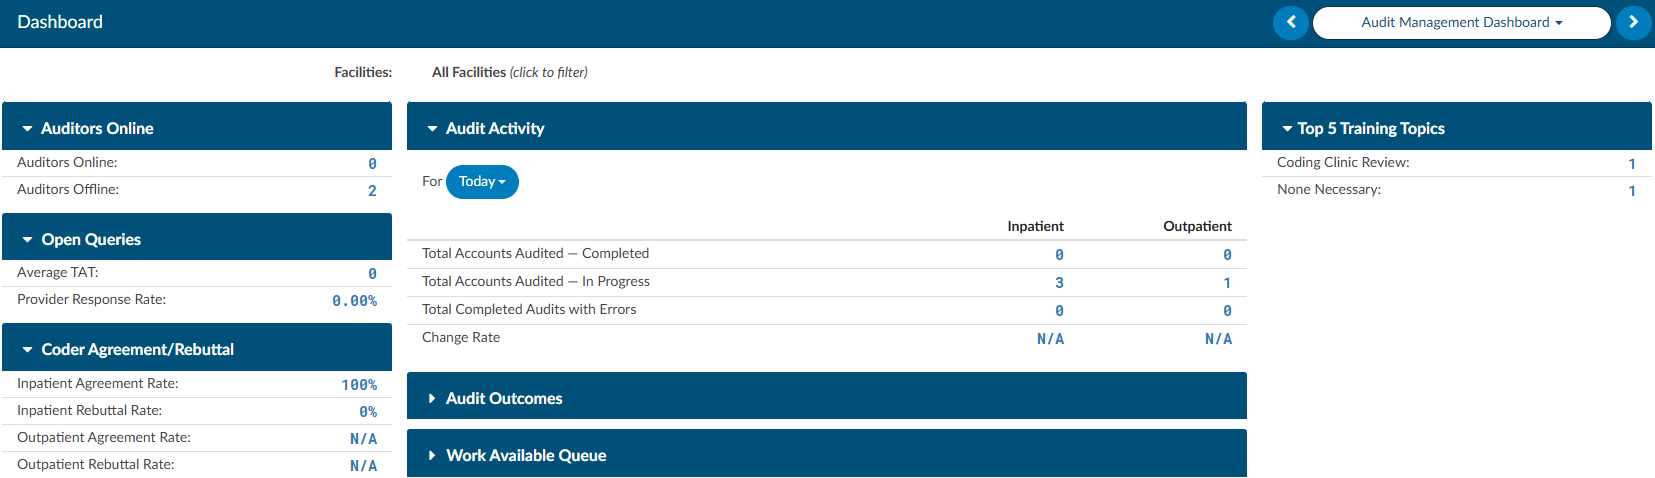 Dashboard
Audit Management Dashboard
Facilities: All Facilities (click to filter)
Auditors Online
Auditors Online: 0
Auditors Offline: 2
Open Queries
Average TAT: 0
Provider Response Rate: 0.00%
Coder Agreement/Rebuttal
Inpatient Agreement Rate: 100%
Inpatient Rebuttal Rate: 0%
Outpatient Agreement Rate: N/A
Outpatient Rebuttal Rate: N/A
Audit Activity
For Today
Inpatient Outpatient
Total Accounts Audited — Completed 0 0
Total Accounts Audited — In Progress 3 1
Total Completed Audits with Errors 0 0
Change Rate N/A N/A
Audit Outcomes
Work Available Queue
Top 5 Training Topics
Coding Clinic Review: 1
None Necessary: 1